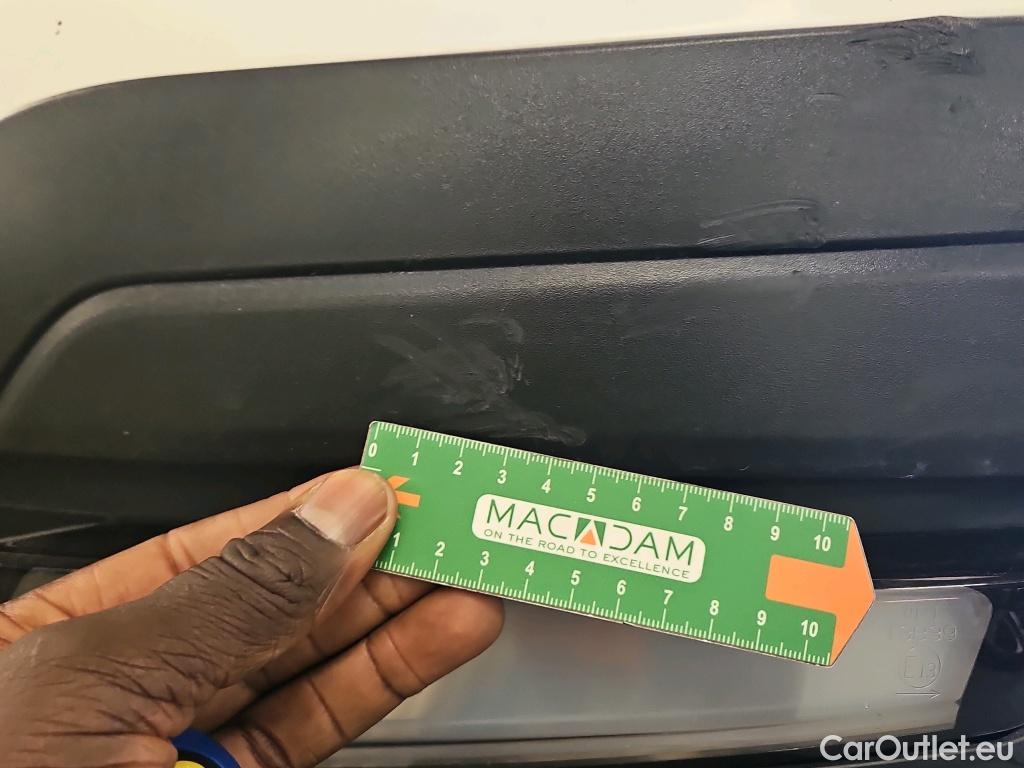 0 1 2 3 4 5 6 7 8 9 10
MACADAM
ON THE ROAD TO EXCELLENCE
1 2 3 4 5 6 7 8 9 10
CarOutlet.eu